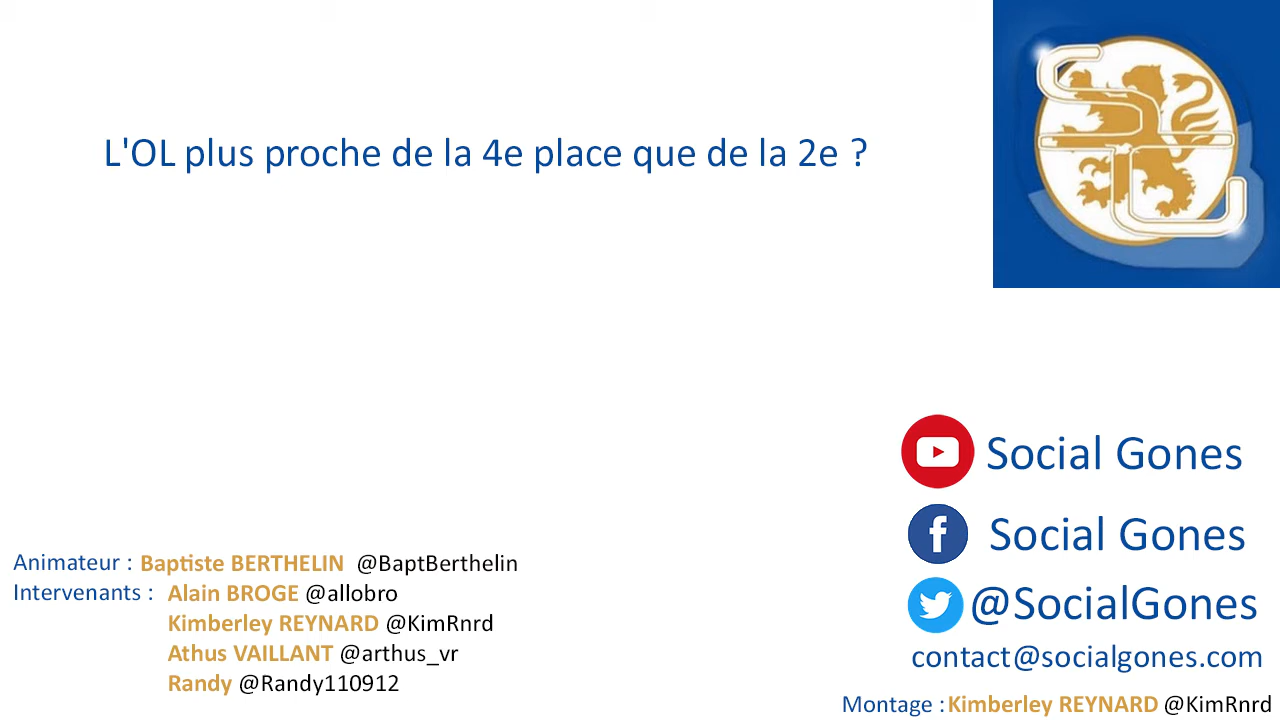 L'OL plus proche de la 4e place que de la 2e ?
SG
Social Gones
Social Gones
@SocialGones
contact@socialgones.com
Animateur : Baptiste BERTHELIN @BaptBerthelin
Intervenants : Alain BROGE @allobro
Kimberley REYNARD @KimRnrd
Athus VAILLANT @arthus_vr
Randy @Randy110912
Montage : Kimberley REYNARD @KimRnrd